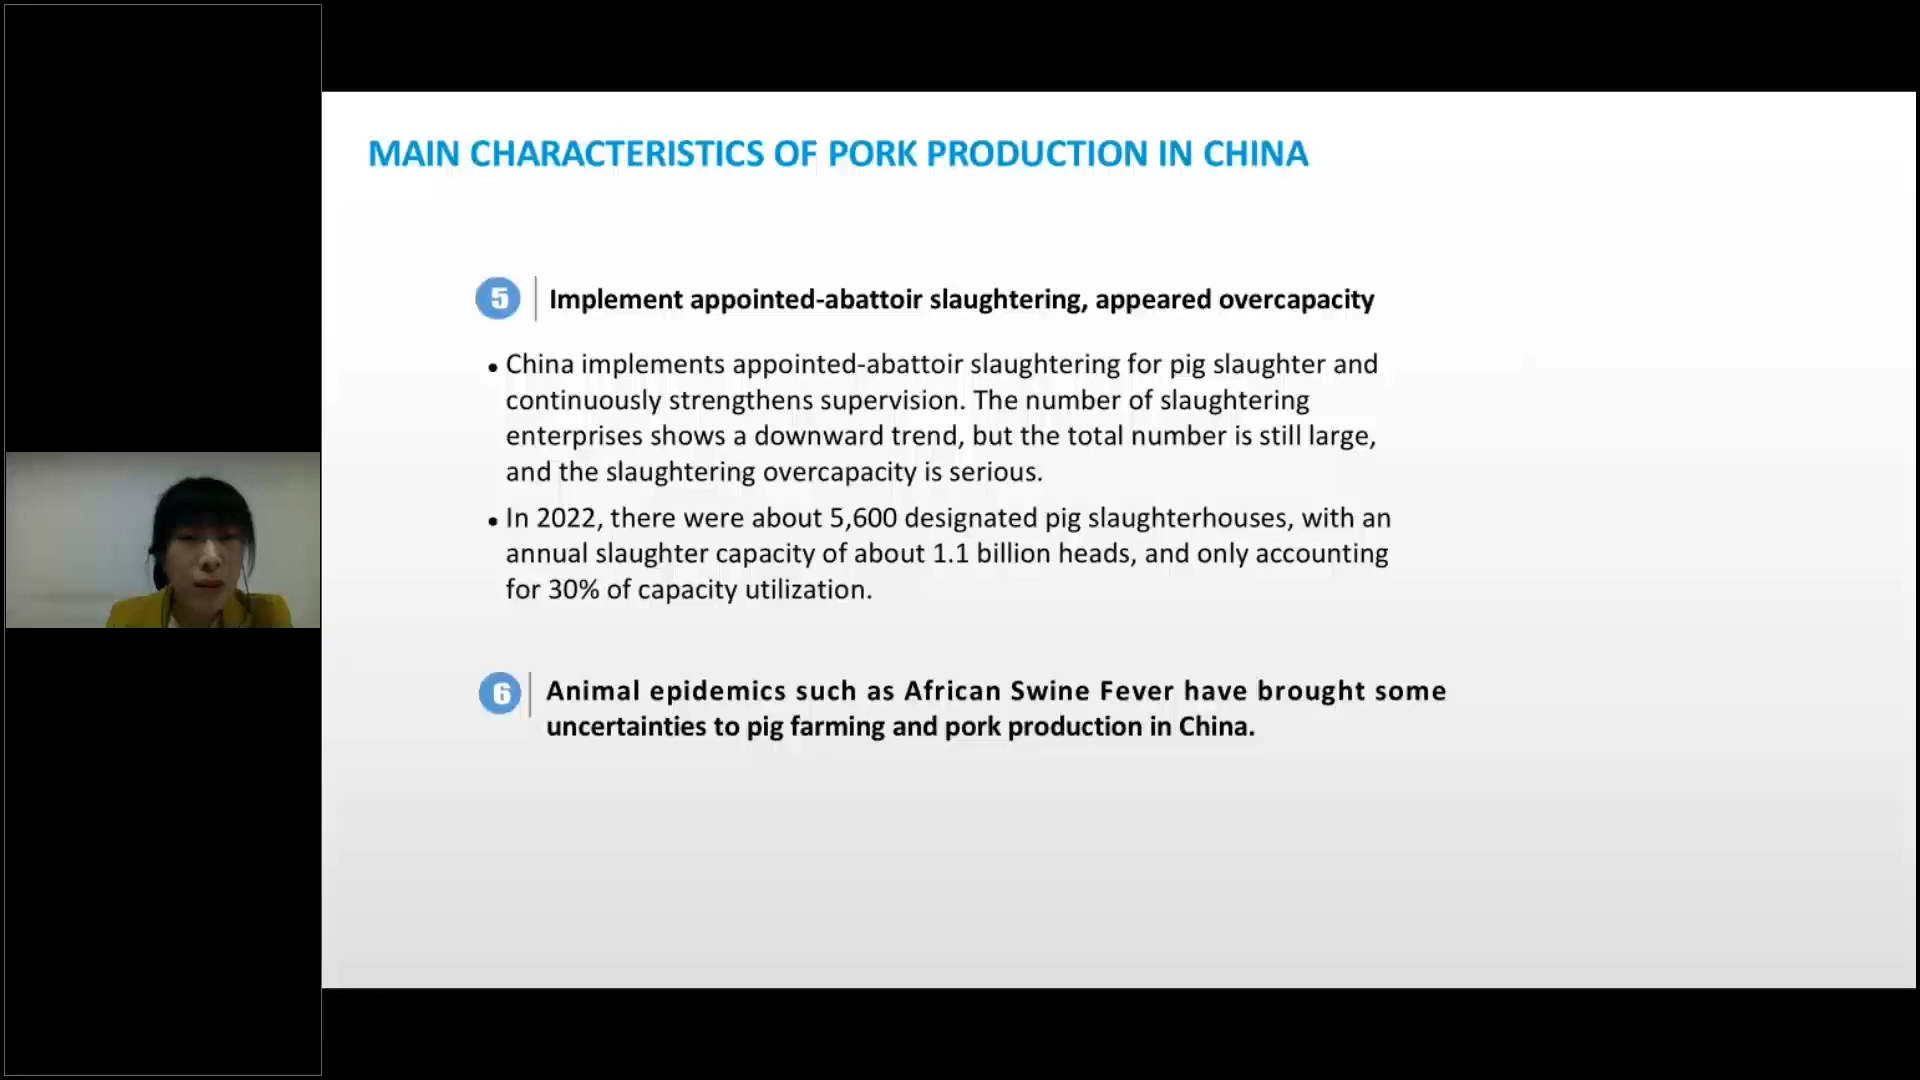 MAIN CHARACTERISTICS OF PORK PRODUCTION IN CHINA
5 Implement appointed-abattoir slaughtering, appeared overcapacity
• China implements appointed-abattoir slaughtering for pig slaughter and
continuously strengthens supervision. The number of slaughtering
enterprises shows a downward trend, but the total number is still large,
and the slaughtering overcapacity is serious.
• In 2022, there were about 5,600 designated pig slaughterhouses, with an
annual slaughter capacity of about 1.1 billion heads, and only accounting
for 30% of capacity utilization.
6 Animal epidemics such as African Swine Fever have brought some
uncertainties to pig farming and pork production in China.